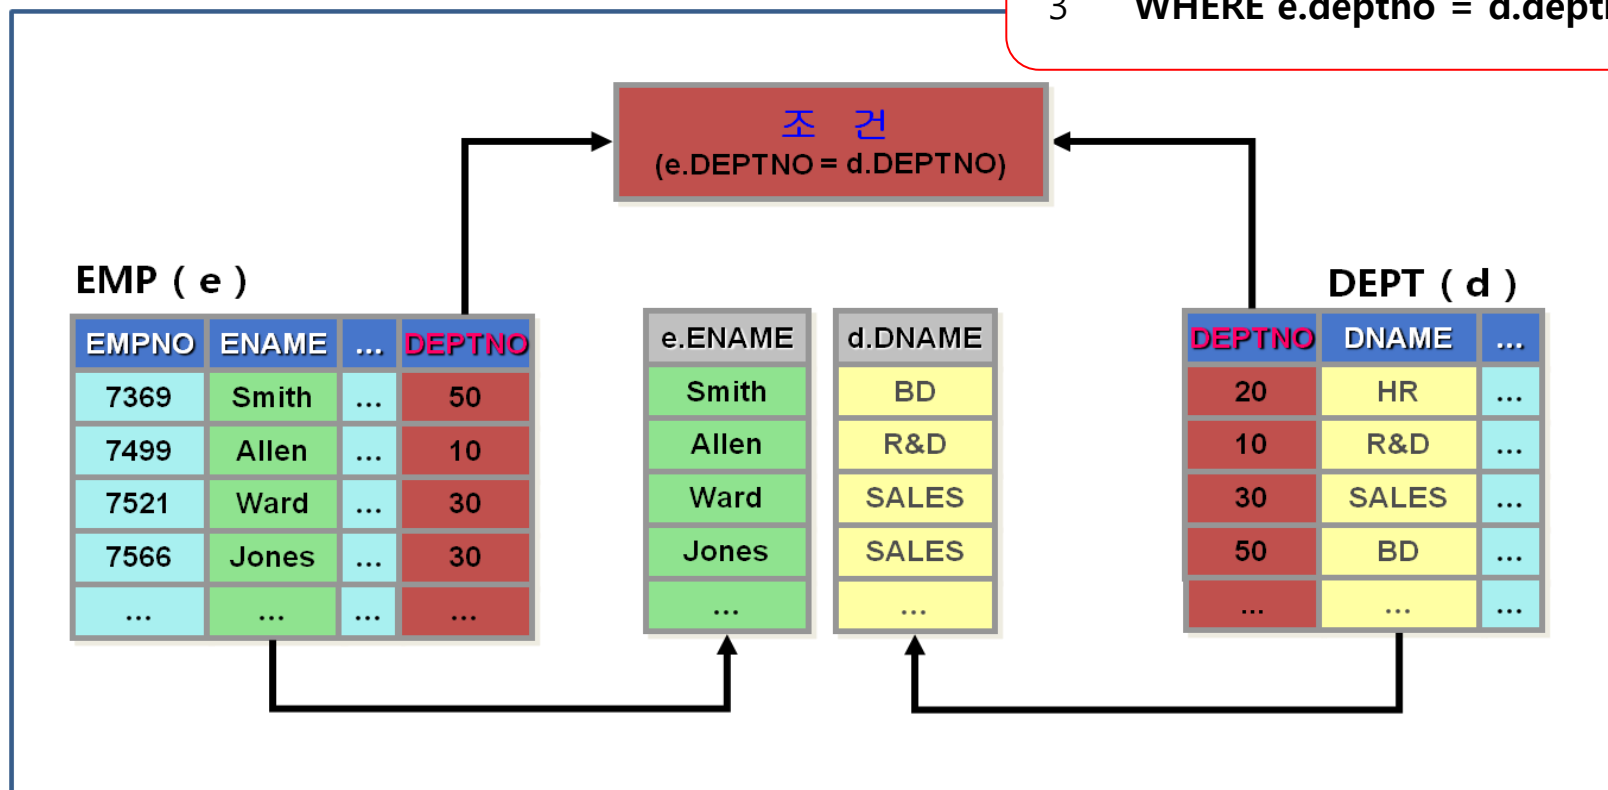 3 WHERE e.deptno = d.deptn
조 건
(e.DEPTNO = d.DEPTNO)
EMP ( e )
DEPT ( d )
EMPNO ENAME ... DEPTNO
7369 Smith ... 50
7499 Allen ... 10
7521 Ward ... 30
7566 Jones ... 30
... ... ... ...
e.ENAME d.DNAME
Smith BD
Allen R&D
Ward SALES
Jones SALES
... ...
DEPTNO DNAME ...
20 HR ...
10 R&D ...
30 SALES ...
50 BD ...
... ... ...